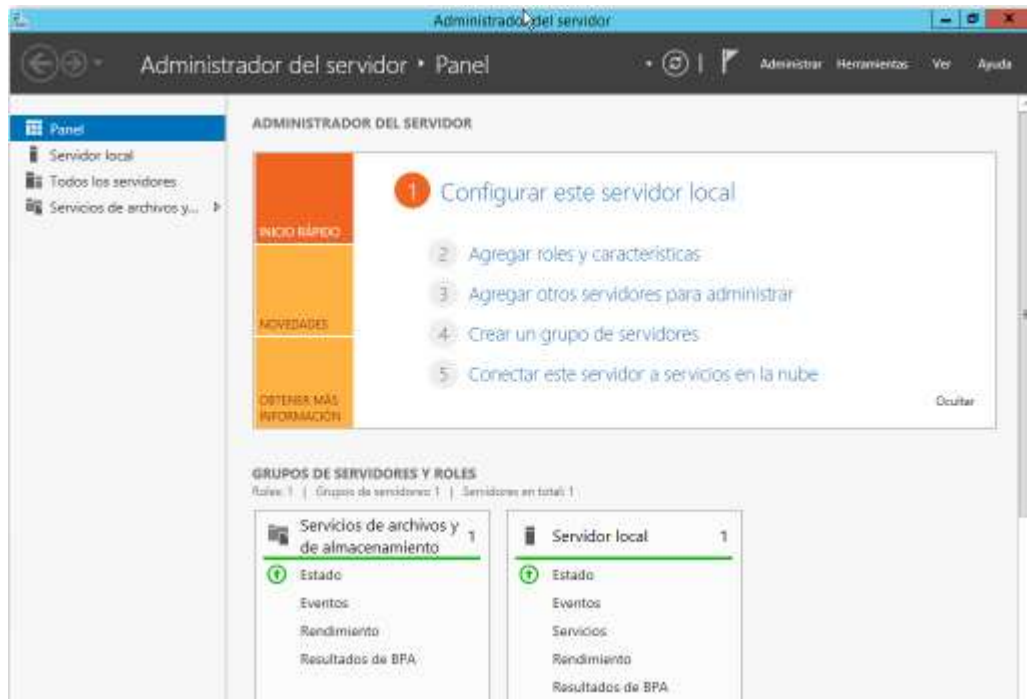 Administrador del servidor
Administrador del servidor • Panel
Administrar Herramientas Ver Ayuda
Panel
Servidor local
Todos los servidores
Servicios de archivos y...
ADMINISTRADOR DEL SERVIDOR
INICIO RÁPIDO
NOVEDADES
OBTENER MÁS
INFORMACIÓN
1 Configurar este servidor local
2 Agregar roles y características
3 Agregar otros servidores para administrar
4 Crear un grupo de servidores
5 Conectar este servidor a servicios en la nube
Ocultar
GRUPOS DE SERVIDORES Y ROLES
Roles: 1 | Grupos de servidores: 1 | Servidores en total: 1
Servicios de archivos y
de almacenamiento 1
Estado
Eventos
Rendimiento
Resultados de BPA
Servidor local 1
Estado
Eventos
Servicios
Rendimiento
Resultados de BPA